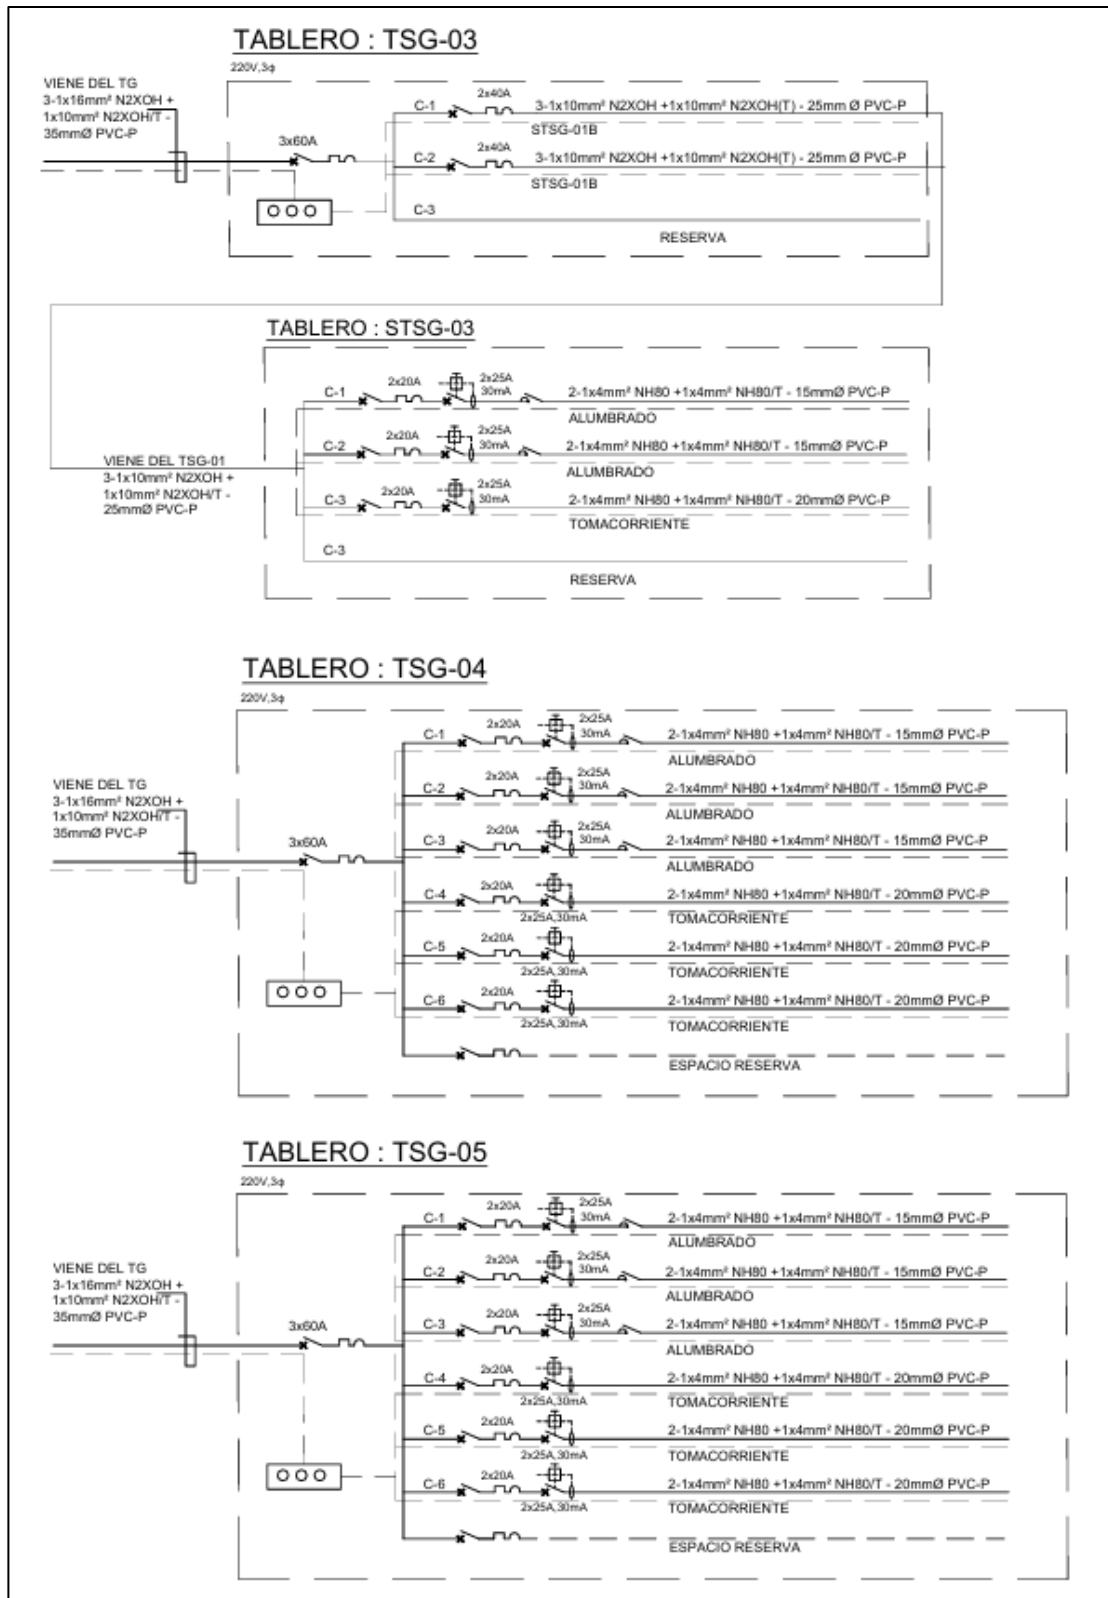 TABLERO : TSG-03
220V,3φ
VIENE DEL TG
3-1x16mm² N2XOH +
1x10mm² N2XOH/T -
35mmØ PVC-P
3x60A
C-1
2x40A
3-1x10mm² N2XOH +1x10mm² N2XOH(T) - 25mm Ø PVC-P
STSG-01B
C-2
2x40A
3-1x10mm² N2XOH +1x10mm² N2XOH(T) - 25mm Ø PVC-P
STSG-01B
C-3
RESERVA
TABLERO : STSG-03
VIENE DEL TSG-01
3-1x10mm² N2XOH +
1x10mm² N2XOH/T -
25mmØ PVC-P
C-1
2x20A
2x25A
30mA
2-1x4mm² NH80 +1x4mm² NH80/T - 15mmØ PVC-P
ALUMBRADO
C-2
2x20A
2x25A
30mA
2-1x4mm² NH80 +1x4mm² NH80/T - 15mmØ PVC-P
ALUMBRADO
C-3
2x20A
2x25A
30mA
2-1x4mm² NH80 +1x4mm² NH80/T - 20mmØ PVC-P
TOMACORRIENTE
C-3
RESERVA
TABLERO : TSG-04
220V,3φ
VIENE DEL TG
3-1x16mm² N2XOH +
1x10mm² N2XOH/T -
35mmØ PVC-P
3x60A
C-1
2x20A
2x25A
30mA
2-1x4mm² NH80 +1x4mm² NH80/T - 15mmØ PVC-P
ALUMBRADO
C-2
2x20A
2x25A
30mA
2-1x4mm² NH80 +1x4mm² NH80/T - 15mmØ PVC-P
ALUMBRADO
C-3
2x20A
2x25A
30mA
2-1x4mm² NH80 +1x4mm² NH80/T - 15mmØ PVC-P
ALUMBRADO
C-4
2x20A
2x25A,30mA
2-1x4mm² NH80 +1x4mm² NH80/T - 20mmØ PVC-P
TOMACORRIENTE
C-5
2x20A
2x25A,30mA
2-1x4mm² NH80 +1x4mm² NH80/T - 20mmØ PVC-P
TOMACORRIENTE
C-6
2x20A
2x25A,30mA
2-1x4mm² NH80 +1x4mm² NH80/T - 20mmØ PVC-P
TOMACORRIENTE
ESPACIO RESERVA
TABLERO : TSG-05
220V,3φ
VIENE DEL TG
3-1x16mm² N2XOH +
1x10mm² N2XOH/T -
35mmØ PVC-P
3x60A
C-1
2x20A
2x25A
30mA
2-1x4mm² NH80 +1x4mm² NH80/T - 15mmØ PVC-P
ALUMBRADO
C-2
2x20A
2x25A
30mA
2-1x4mm² NH80 +1x4mm² NH80/T - 15mmØ PVC-P
ALUMBRADO
C-3
2x20A
2x25A
30mA
2-1x4mm² NH80 +1x4mm² NH80/T - 15mmØ PVC-P
ALUMBRADO
C-4
2x20A
2x25A,30mA
2-1x4mm² NH80 +1x4mm² NH80/T - 20mmØ PVC-P
TOMACORRIENTE
C-5
2x20A
2x25A,30mA
2-1x4mm² NH80 +1x4mm² NH80/T - 20mmØ PVC-P
TOMACORRIENTE
C-6
2x20A
2x25A,30mA
2-1x4mm² NH80 +1x4mm² NH80/T - 20mmØ PVC-P
TOMACORRIENTE
ESPACIO RESERVA